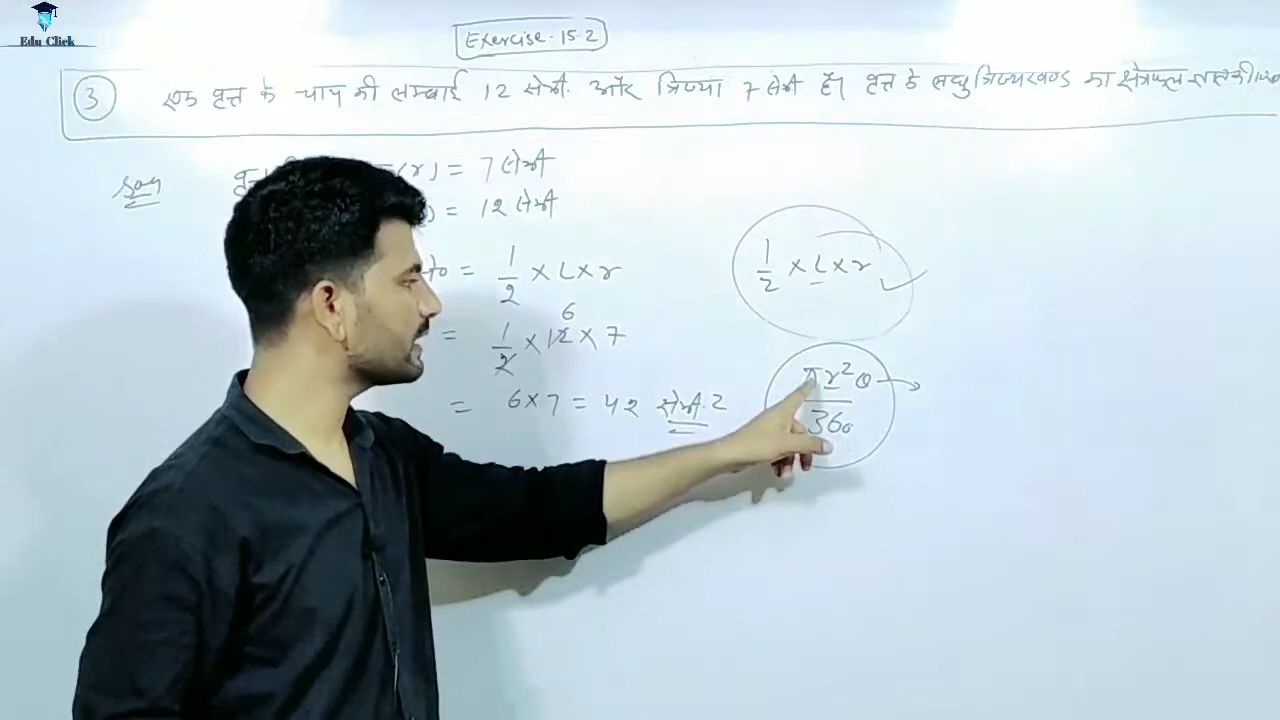 Edu Click
Exercise-15.2
3 एक वृत्त के चाप की लम्बाई 12 सेमी. और त्रिज्या 7 सेमी है। वृत्त के लघु त्रिज्यखण्ड का क्षेत्रफल ज्ञात
(r) = 7 सेमी
= 12 सेमी
= 1/2 × L × r
1/2 × L × r
6
= 1/2 × 12 × 7
πr²θ/360
= 6×7 = 42 सेमी.2